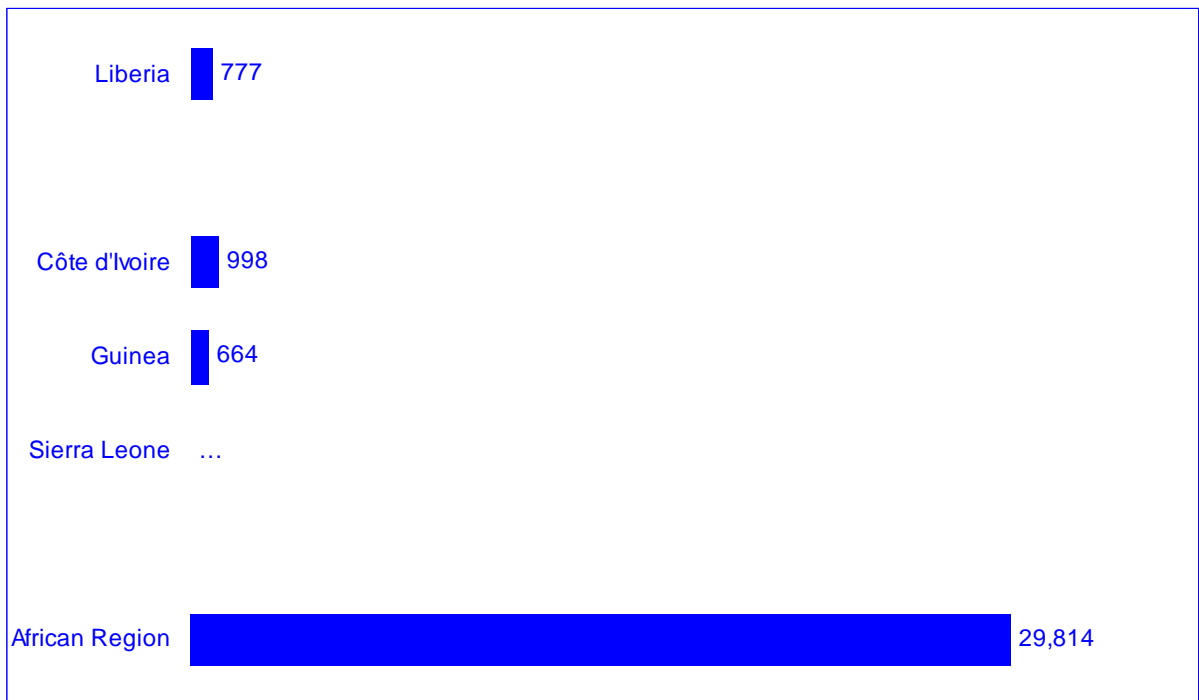 Liberia 777
Côte d'Ivoire 998
Guinea 664
Sierra Leone …
African Region 29,814